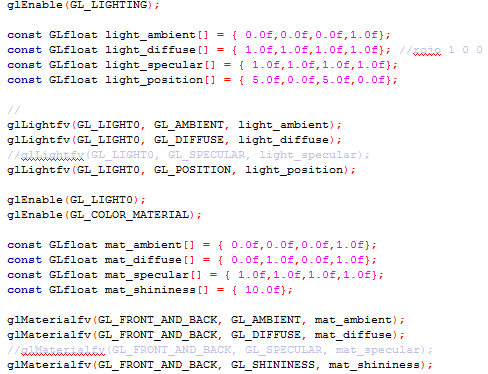 glEnable(GL_LIGHTING);
const GLfloat light_ambient[] = { 0.0f,0.0f,0.0f,1.0f};
const GLfloat light_diffuse[] = { 1.0f,1.0f,1.0f,1.0f}; //rojo 1 0 0
const GLfloat light_specular[] = { 1.0f,1.0f,1.0f,1.0f};
const GLfloat light_position[] = { 5.0f,0.0f,5.0f,0.0f};
//
glLightfv(GL_LIGHT0, GL_AMBIENT, light_ambient);
glLightfv(GL_LIGHT0, GL_DIFFUSE, light_diffuse);
//glLightfv(GL_LIGHT0, GL_SPECULAR, light_specular);
glLightfv(GL_LIGHT0, GL_POSITION, light_position);
glEnable(GL_LIGHT0);
glEnable(GL_COLOR_MATERIAL);
const GLfloat mat_ambient[] = { 0.0f,0.0f,0.0f,1.0f};
const GLfloat mat_diffuse[] = { 0.0f,1.0f,0.0f,1.0f};
const GLfloat mat_specular[] = { 1.0f,1.0f,1.0f,1.0f};
const GLfloat mat_shininess[] = { 10.0f};
glMaterialfv(GL_FRONT_AND_BACK, GL_AMBIENT, mat_ambient);
glMaterialfv(GL_FRONT_AND_BACK, GL_DIFFUSE, mat_diffuse);
//glMaterialfv(GL_FRONT_AND_BACK, GL_SPECULAR, mat_specular);
glMaterialfv(GL_FRONT_AND_BACK, GL_SHININESS, mat_shininess);